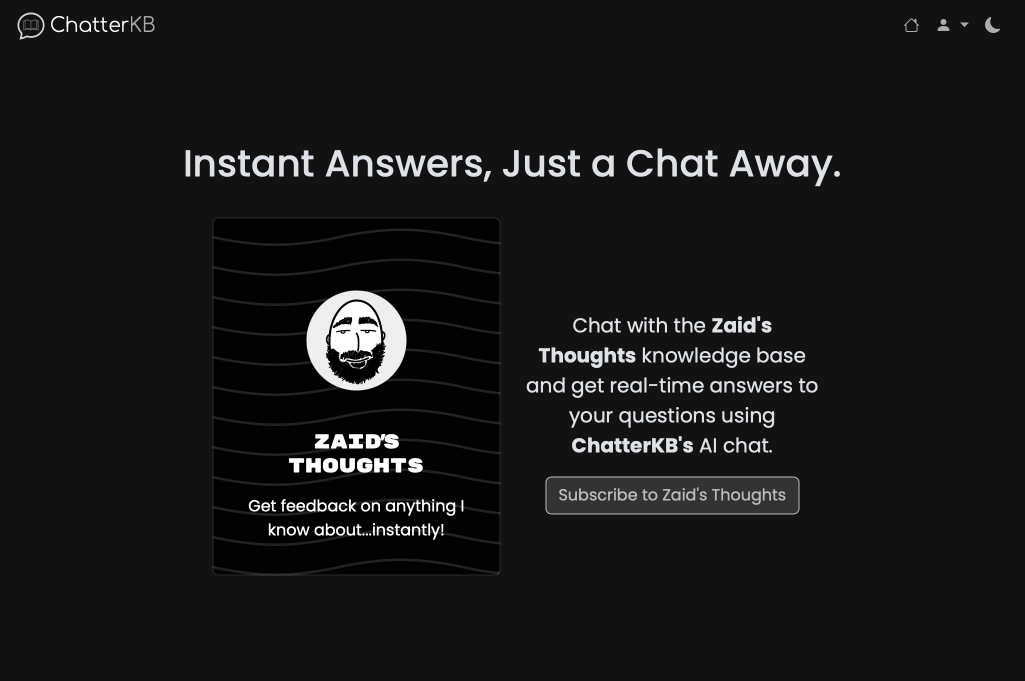 ChatterKB
Instant Answers, Just a Chat Away.
ZAID'S
THOUGHTS
Get feedback on anything I
know about...instantly!
Chat with the Zaid's
Thoughts knowledge base
and get real-time answers to
your questions using
ChatterKB's AI chat.
Subscribe to Zaid's Thoughts